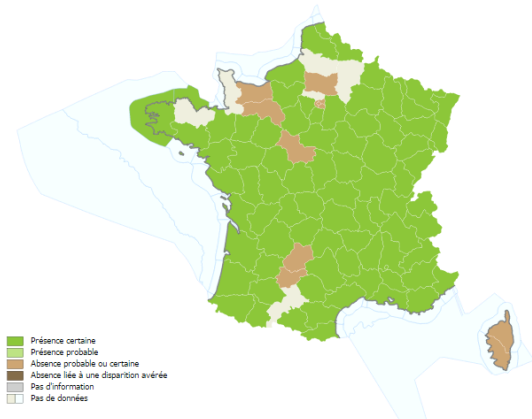 Présence certaine
Présence probable
Absence probable ou certaine
Absence liée à une disparition avérée
Pas d'information
Pas de données